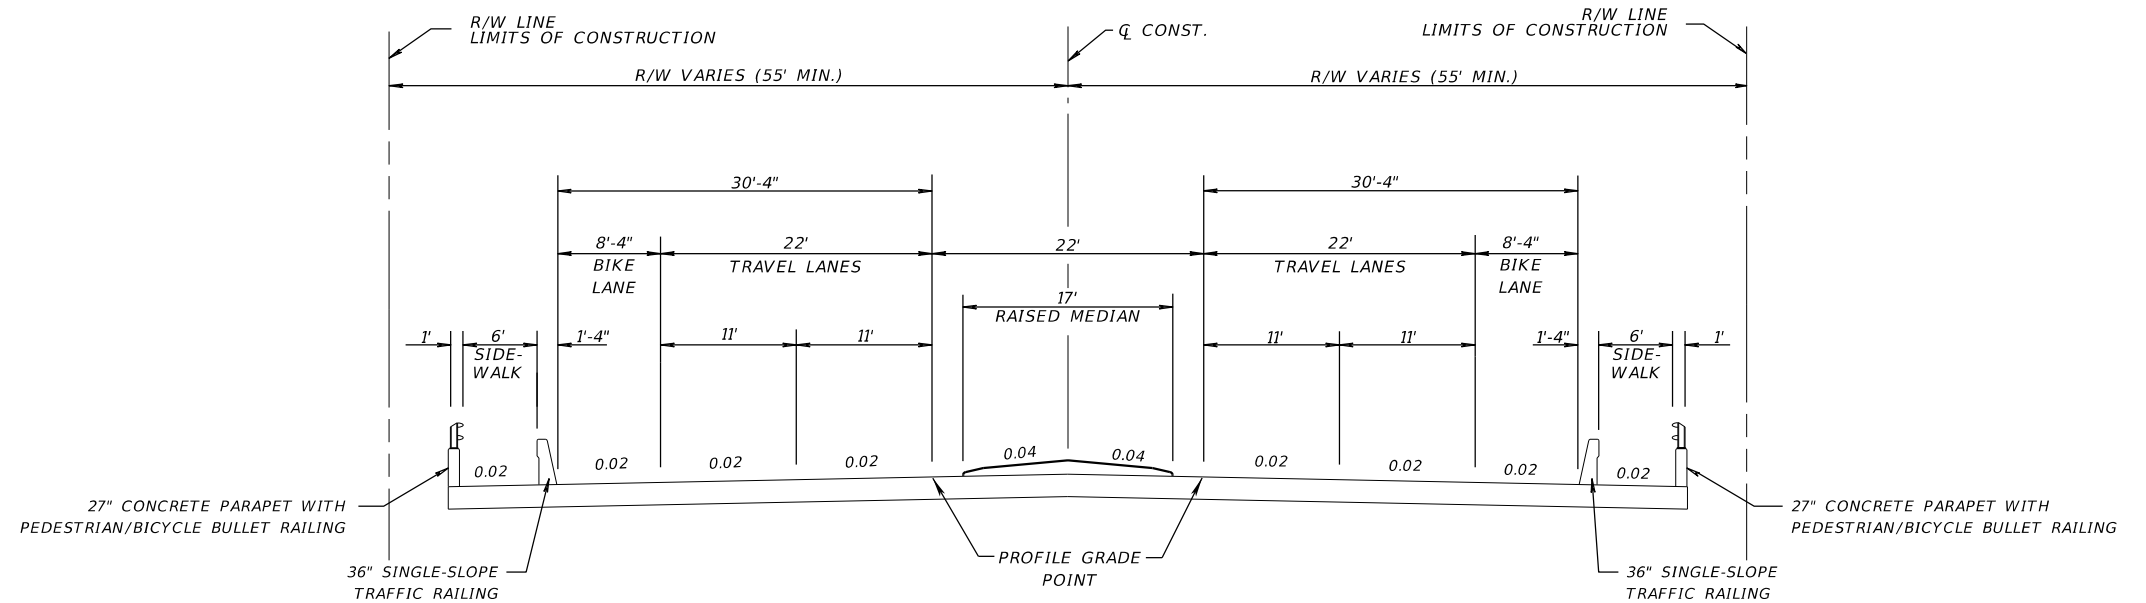 R/W LINE
LIMITS OF CONSTRUCTION
℄ CONST.
R/W LINE
LIMITS OF CONSTRUCTION
R/W VARIES (55' MIN.)
R/W VARIES (55' MIN.)
30'-4"
30'-4"
8'-4"
BIKE
LANE
22'
TRAVEL LANES
22'
22'
TRAVEL LANES
8'-4"
BIKE
LANE
17'
RAISED MEDIAN
1'
6'
SIDE-
WALK
1'-4"
11'
11'
11'
11'
1'-4"
6'
SIDE-
WALK
1'
0.02
0.02
0.02
0.02
0.04
0.04
0.02
0.02
0.02
0.02
27" CONCRETE PARAPET WITH
PEDESTRIAN/BICYCLE BULLET RAILING
36" SINGLE-SLOPE
TRAFFIC RAILING
PROFILE GRADE
POINT
27" CONCRETE PARAPET WITH
PEDESTRIAN/BICYCLE BULLET RAILING
36" SINGLE-SLOPE
TRAFFIC RAILING